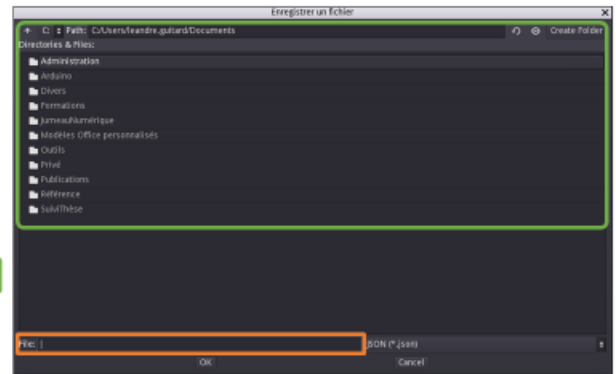 Enregistrer un fichier
C: Path: C:/Users/leandre.guitard/Documents Create Folder
Directories & Files:
Administration
Arduino
Divers
Formations
JumeauNumérique
Modèles Office personnalisés
Outils
Privé
Publications
Référence
SuiviThèse
File: JSON (*.json)
OK Cancel